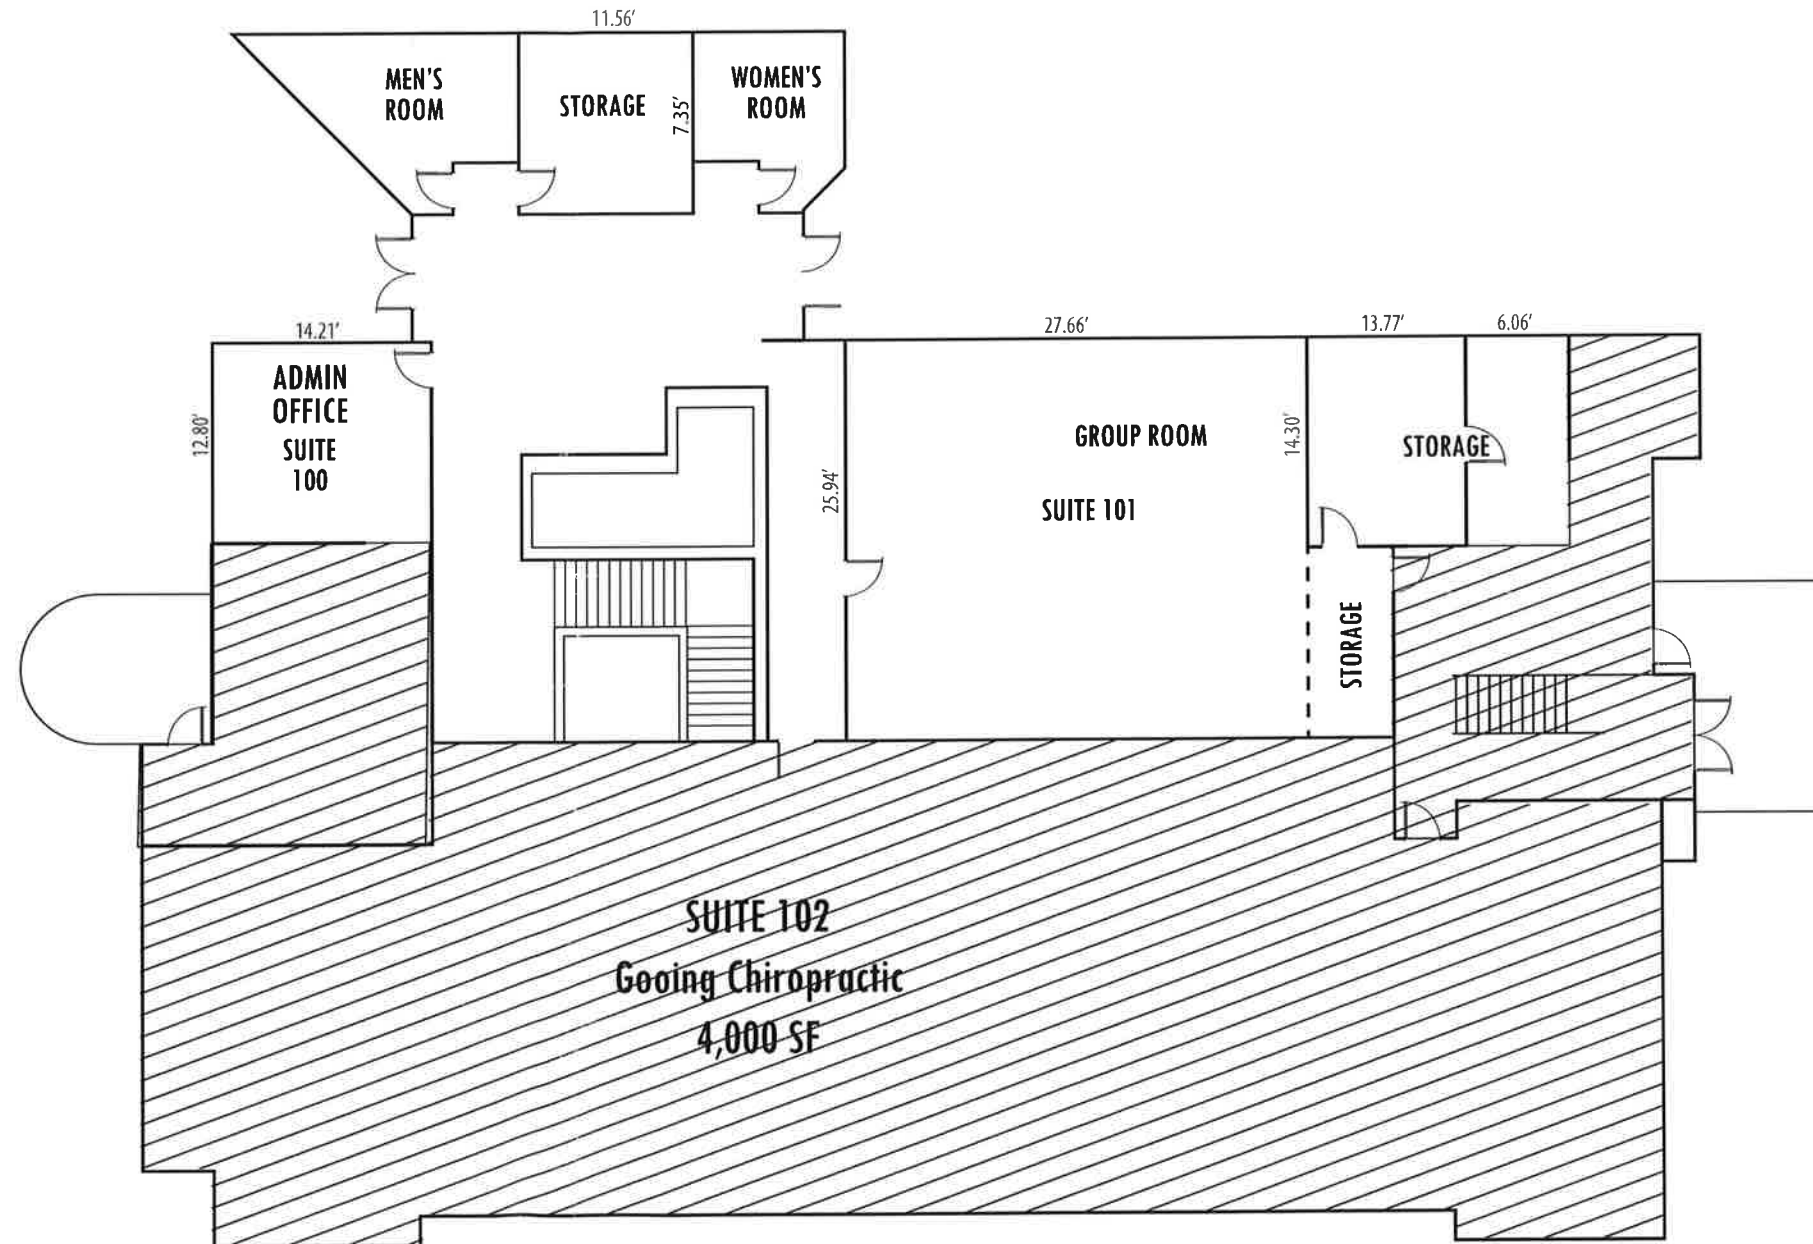 11.56'
MEN'S
ROOM
STORAGE
7.35'
WOMEN'S
ROOM
14.21'
27.66'
13.77'
6.06'
ADMIN
OFFICE
SUITE
100
12.80'
25.94'
GROUP ROOM
SUITE 101
14.30'
STORAGE
STORAGE
SUITE 102
Gooing Chiropractic
4,000 SF